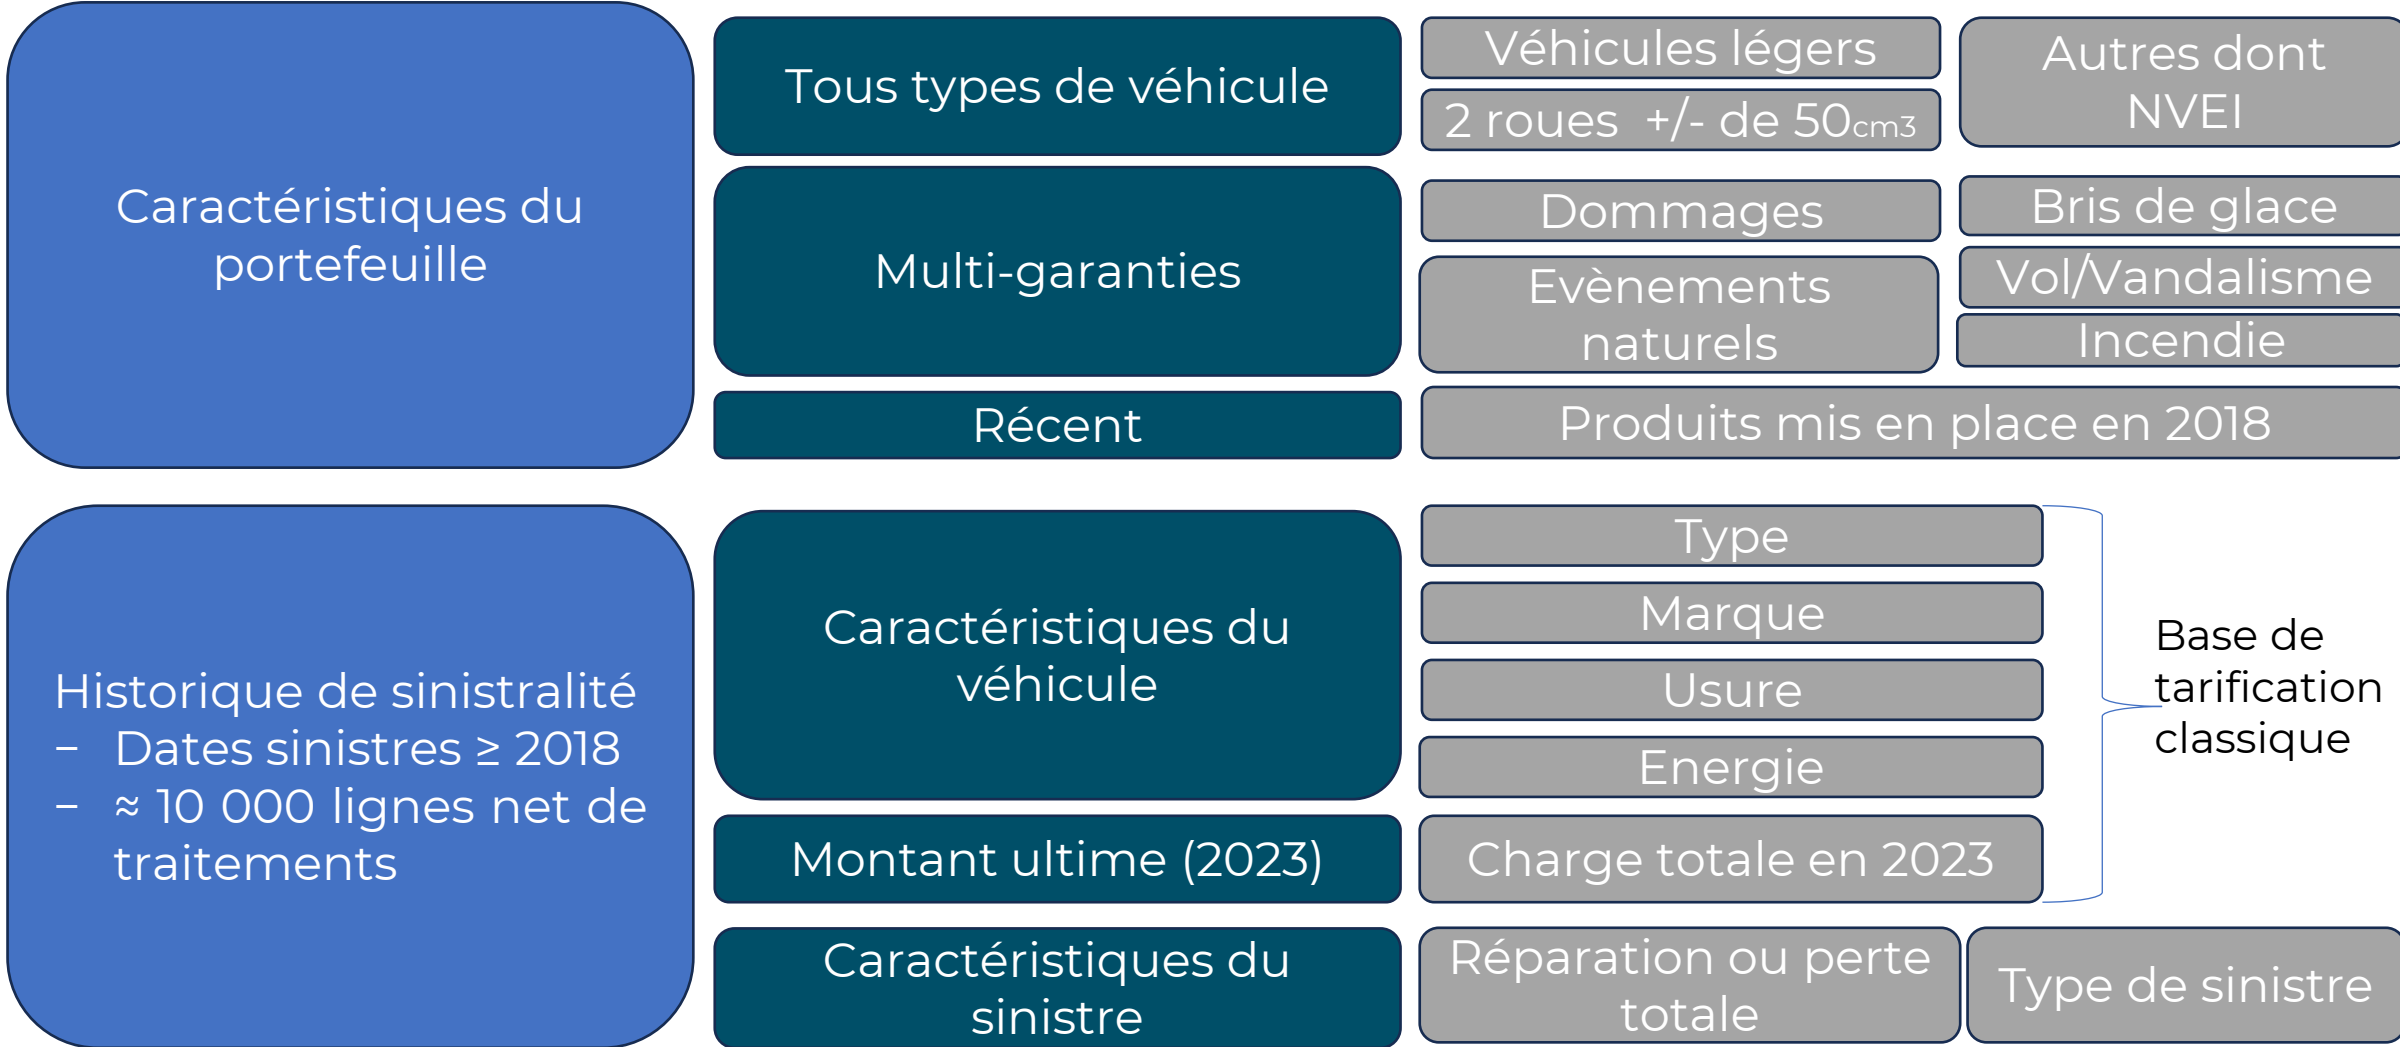 Caractéristiques du
portefeuille
Tous types de véhicule
Véhicules légers
2 roues +/- de 50cm3
Autres dont
NVEI
Multi-garanties
Dommages
Evènements
naturels
Bris de glace
Vol/Vandalisme
Incendie
Récent
Produits mis en place en 2018
Historique de sinistralité
− Dates sinistres ≥ 2018
− ≈ 10 000 lignes net de
traitements
Caractéristiques du
véhicule
Type
Marque
Usure
Energie
Montant ultime (2023)
Charge totale en 2023
Base de
tarification
classique
Caractéristiques du
sinistre
Réparation ou perte
totale
Type de sinistre